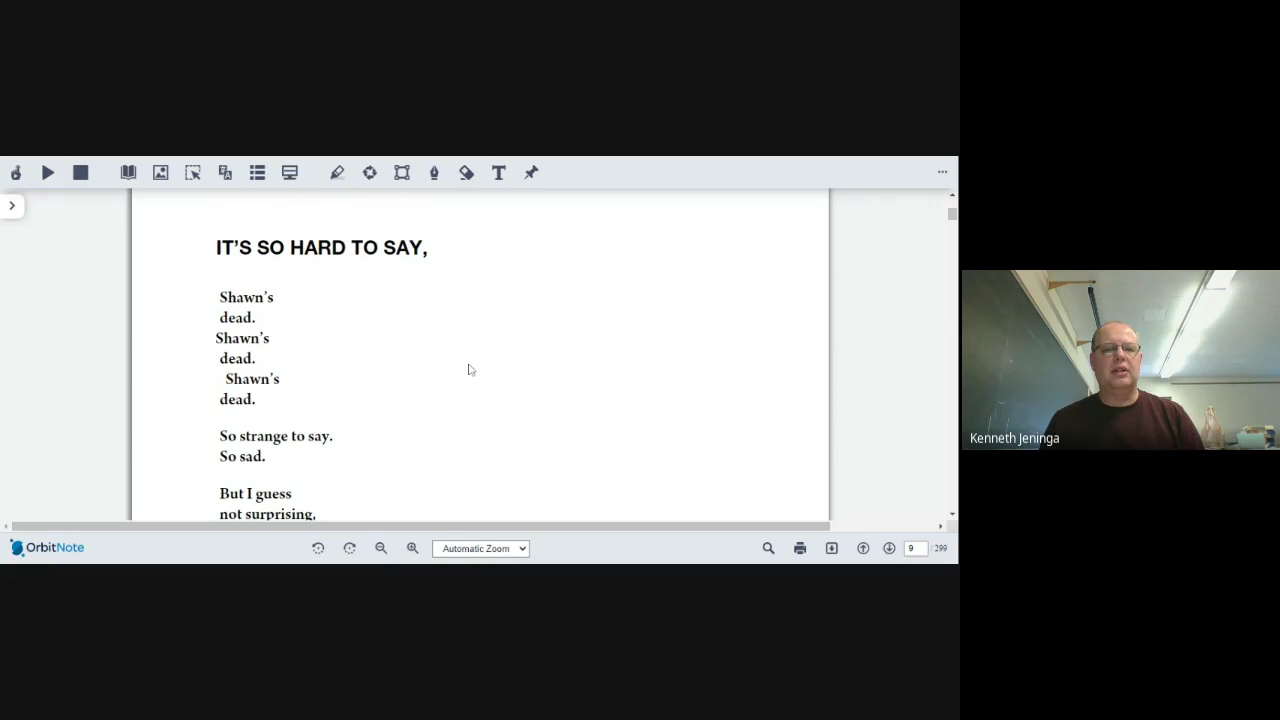 IT'S SO HARD TO SAY,
Shawn's
dead.
Shawn's
dead.
Shawn's
dead.
So strange to say.
So sad.
But I guess
not surprising,
Kenneth Jeninga
OrbitNote
Automatic Zoom
9 / 299